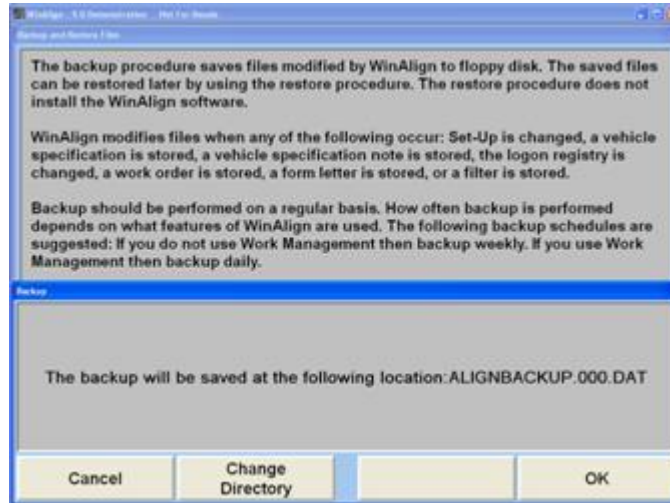 Backup and Restore Files
The backup procedure saves files modified by WinAlign to floppy disk. The saved files
can be restored later by using the restore procedure. The restore procedure does not
install the WinAlign software.
WinAlign modifies files when any of the following occur: Set-Up is changed, a vehicle
specification is stored, a vehicle specification note is stored, the logon registry is
changed, a work order is stored, a form letter is stored, or a filter is stored.
Backup should be performed on a regular basis. How often backup is performed
depends on what features of WinAlign are used. The following backup schedules are
suggested: If you do not use Work Management then backup weekly. If you use Work
Management then backup daily.
Backup
The backup will be saved at the following location:ALIGNBACKUP.000.DAT
Cancel
Change
Directory
OK